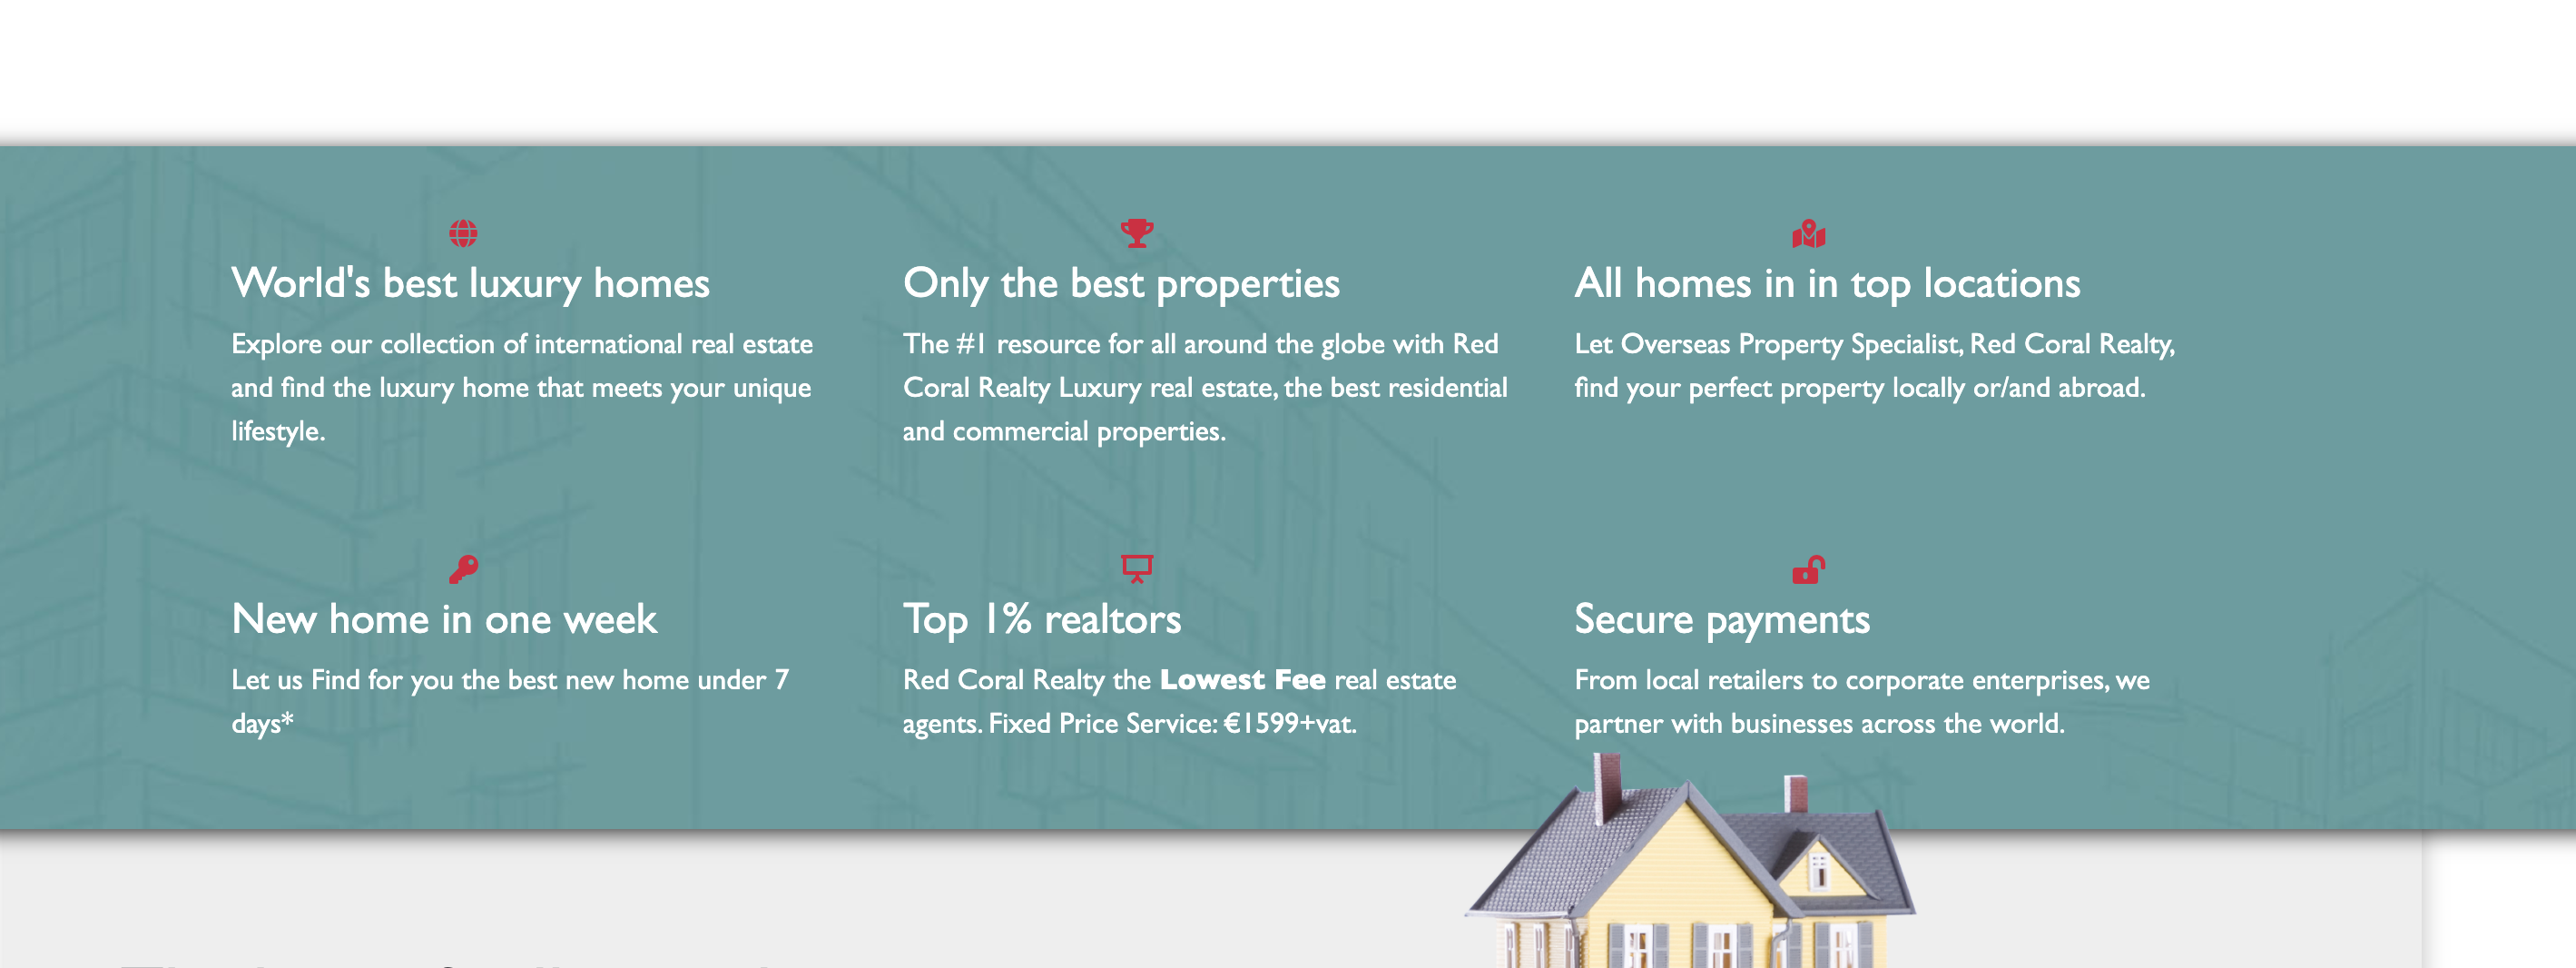 World's best luxury homes
Explore our collection of international real estate
and find the luxury home that meets your unique
lifestyle.
Only the best properties
The #1 resource for all around the globe with Red
Coral Realty Luxury real estate, the best residential
and commercial properties.
All homes in in top locations
Let Overseas Property Specialist, Red Coral Realty,
find your perfect property locally or/and abroad.
New home in one week
Let us Find for you the best new home under 7
days*
Top 1% realtors
Red Coral Realty the Lowest Fee real estate
agents. Fixed Price Service: €1599+vat.
Secure payments
From local retailers to corporate enterprises, we
partner with businesses across the world.